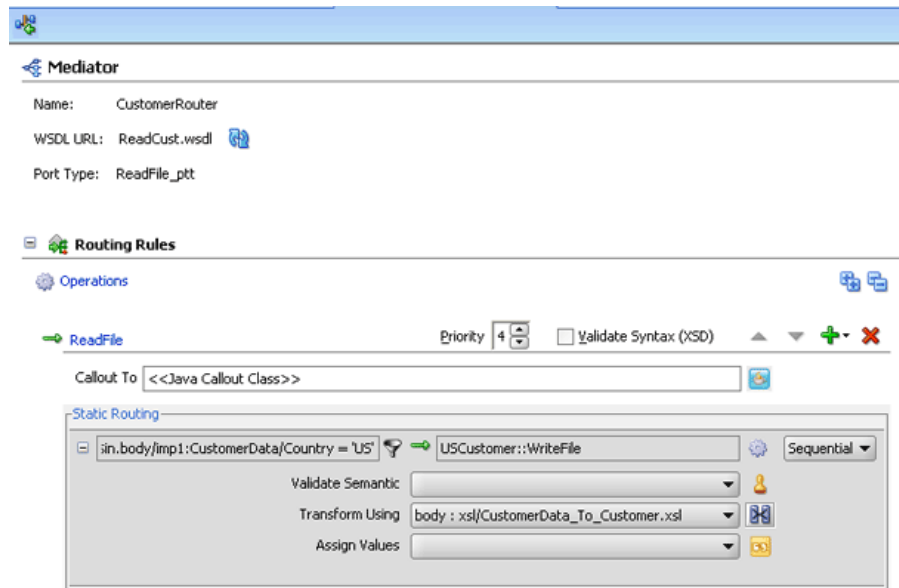 Mediator
Name: CustomerRouter
WSDL URL: ReadCust.wsdl
Port Type: ReadFile_ptt
Routing Rules
Operations
ReadFile Priority 4 Validate Syntax (XSD)
Callout To <<Java Callout Class>>
Static Routing
in.body/imp1:CustomerData/Country = 'US' USCustomer::WriteFile Sequential
Validate Semantic
Transform Using body : xsl/CustomerData_To_Customer.xsl
Assign Values